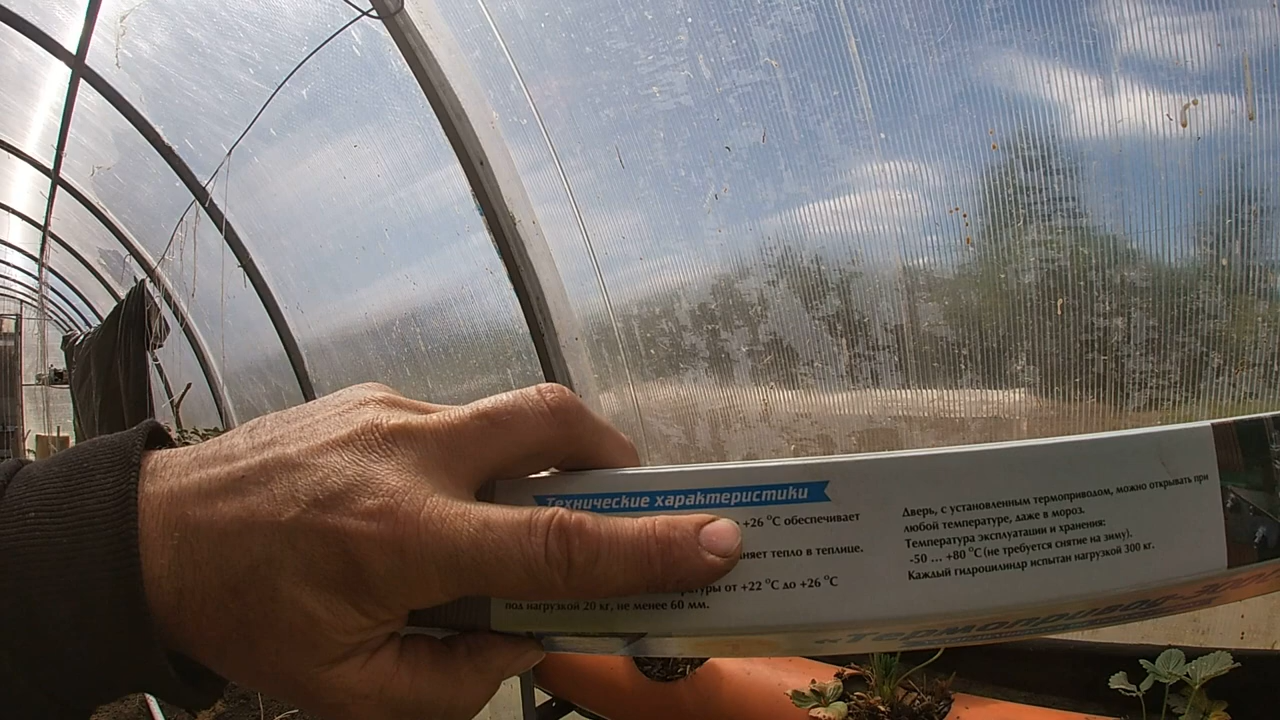 Технические характеристики
+26 °С обеспечивает
няет тепло в теплице.
ратуры от +22 °С до +26 °С
под нагрузкой 20 кг, не менее 60 мм.
Дверь, с установленным термоприводом, можно открывать при
любой температуре, даже в мороз.
Температура эксплуатации и хранения:
-50 ... +80 °С (не требуется снятие на зиму).
Каждый гидроцилиндр испытан нагрузкой 300 кг.
«Термопривод-